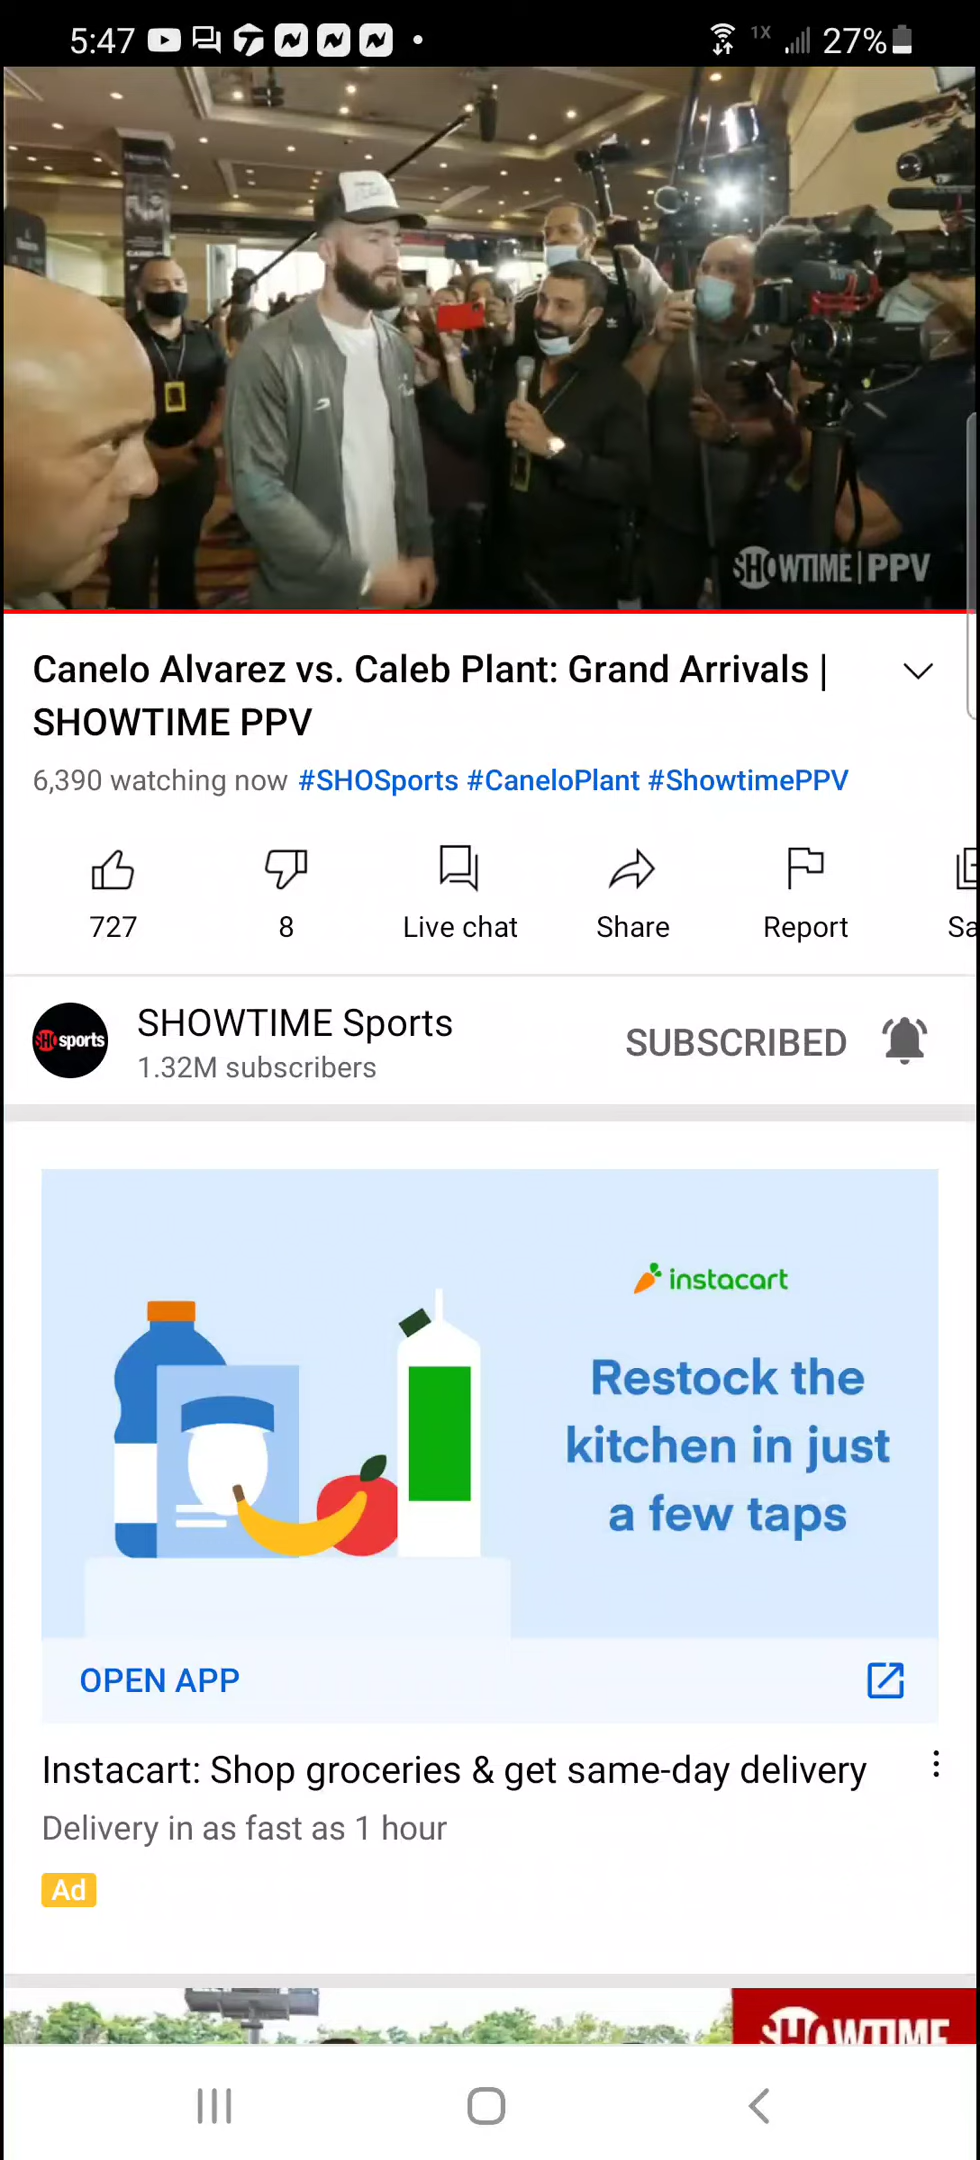 5:47
1X
27%
SHOWTIME | PPV
Canelo Alvarez vs. Caleb Plant: Grand Arrivals |
SHOWTIME PPV
6,390 watching now #SHOSports #CaneloPlant #ShowtimePPV
727
8
Live chat
Share
Report
Sa
SHO sports
SHOWTIME Sports
1.32M subscribers
SUBSCRIBED
instacart
Restock the
kitchen in just
a few taps
OPEN APP
Instacart: Shop groceries & get same-day delivery
Delivery in as fast as 1 hour
Ad
SHOWTIME